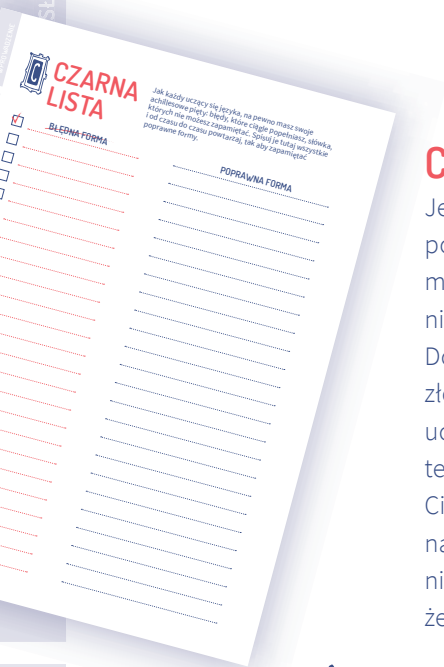 C
CZARNA
LISTA
Jak każdy uczący się języka, na pewno masz swoje
achillesowe pięty: błędy, które ciągle popełniasz, słówka,
których nie możesz zapamiętać. Spisuj je tutaj wszystkie
i od czasu do czasu powtarzaj, tak aby zapamiętać
poprawne formy.
BŁĘDNA FORMA
POPRAWNA FORMA
C
Je
po
m
ni
Do
zł
uc
te
Ci
na
ni
że